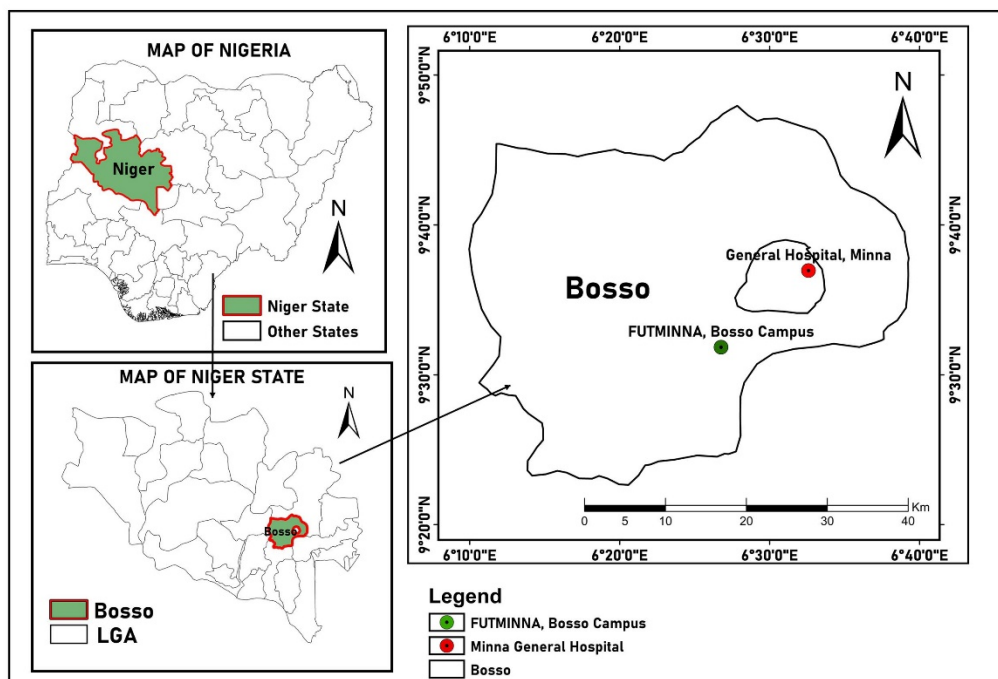 MAP OF NIGERIA
Niger
N
Niger State
Other States
MAP OF NIGER STATE
N
Bosso
Bosso
LGA
6°10'0"E
6°20'0"E
6°30'0"E
6°40'0"E
9°50'0"N
9°40'0"N
9°30'0"N
9°20'0"N
N
General Hospital, Minna
Bosso
FUTMINNA, Bosso Campus
0 5 10 20 30 40 Km
9°50'0"N
9°40'0"N
9°30'0"N
9°20'0"N
6°10'0"E
6°20'0"E
6°30'0"E
6°40'0"E
Legend
FUTMINNA, Bosso Campus
Minna General Hospital
Bosso